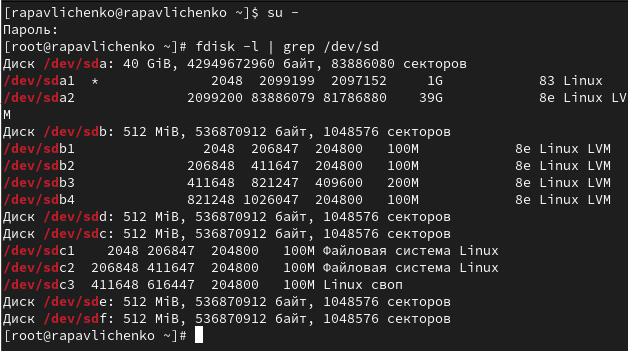 [rapavlichenko@rapavlichenko ~]$ su -
Пароль:
[root@rapavlichenko ~]# fdisk -l | grep /dev/sd
Диск /dev/sda: 40 GiB, 42949672960 байт, 83886080 секторов
/dev/sda1 * 2048 2099199 2097152 1G 83 Linux
/dev/sda2 2099200 83886079 81786880 39G 8e Linux LV
M
Диск /dev/sdb: 512 MiB, 536870912 байт, 1048576 секторов
/dev/sdb1 2048 206847 204800 100M 8e Linux LVM
/dev/sdb2 206848 411647 204800 100M 8e Linux LVM
/dev/sdb3 411648 821247 409600 200M 8e Linux LVM
/dev/sdb4 821248 1026047 204800 100M 8e Linux LVM
Диск /dev/sdd: 512 MiB, 536870912 байт, 1048576 секторов
Диск /dev/sdc: 512 MiB, 536870912 байт, 1048576 секторов
/dev/sdc1 2048 206847 204800 100M Файловая система Linux
/dev/sdc2 206848 411647 204800 100M Файловая система Linux
/dev/sdc3 411648 616447 204800 100M Linux своп
Диск /dev/sde: 512 MiB, 536870912 байт, 1048576 секторов
Диск /dev/sdf: 512 MiB, 536870912 байт, 1048576 секторов
[root@rapavlichenko ~]#